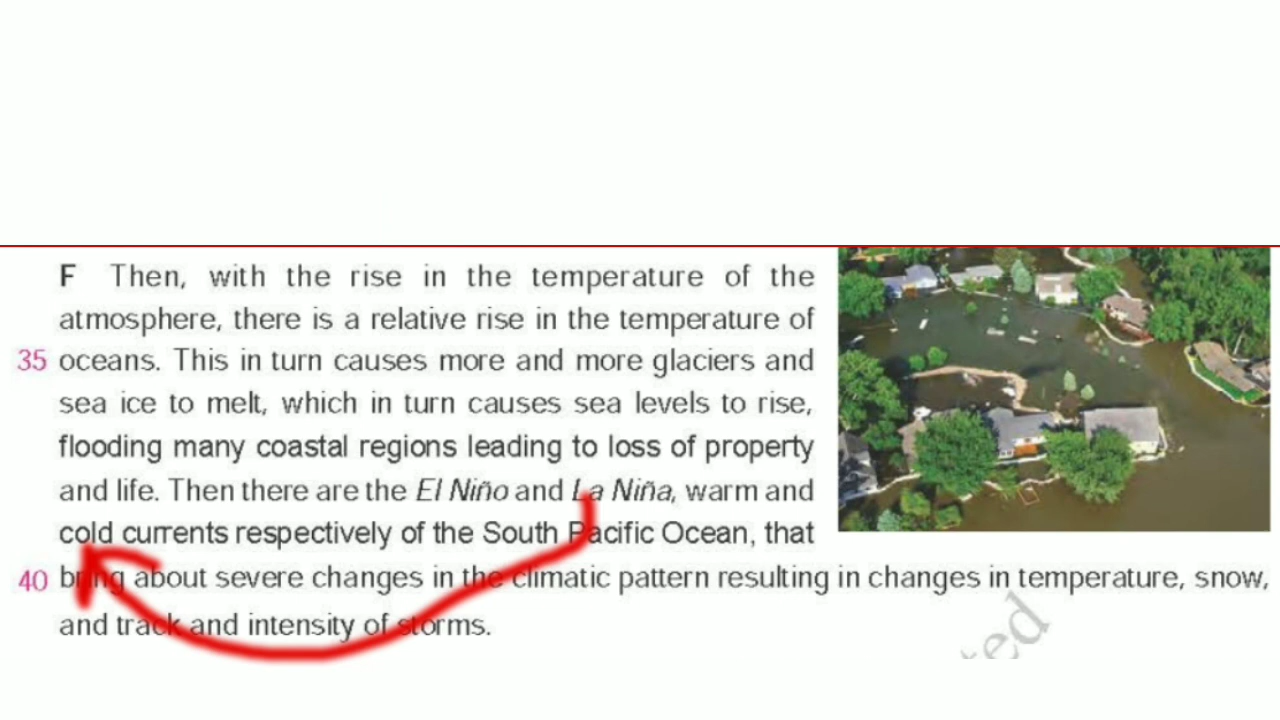 F Then, with the rise in the temperature of the
atmosphere, there is a relative rise in the temperature of
35 oceans. This in turn causes more and more glaciers and
sea ice to melt, which in turn causes sea levels to rise,
flooding many coastal regions leading to loss of property
and life. Then there are the El Niño and La Niña, warm and
cold currents respectively of the South Pacific Ocean, that
40 bring about severe changes in the climatic pattern resulting in changes in temperature, snow,
and track and intensity of storms.